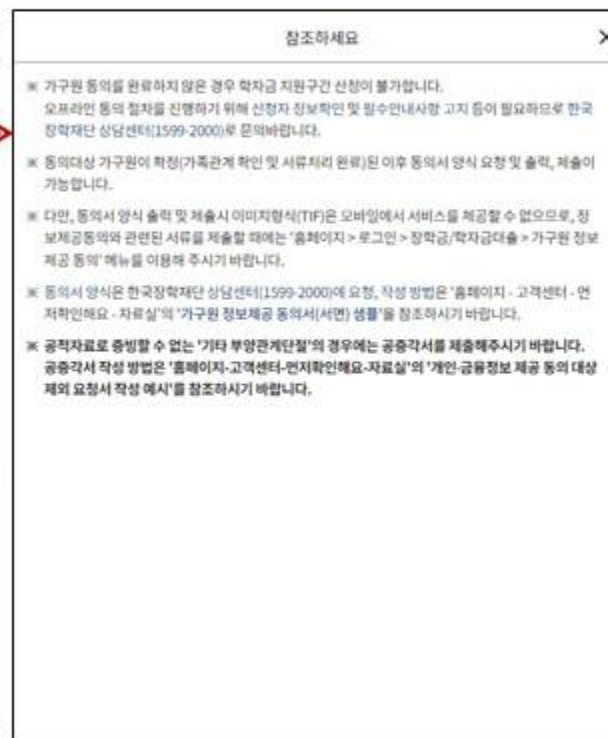 참조하세요
※ 가구원 동의를 완료하지 않은 경우 학자금 지원구간 산정이 불가합니다.
오프라인 동의 절차를 진행하기 위해 신청자 정보확인 및 필수안내사항 고지 등이 필요하므로 한국
장학재단 상담센터(1599-2000)로 문의바랍니다.
※ 동의대상 가구원이 확정(가족관계 확인 및 서류처리 완료)된 이후 동의서 양식 요청 및 출력, 제출이
가능합니다.
※ 다만, 동의서 양식 출력 및 제출시 이미지형식(TIF)은 모바일에서 서비스를 제공할 수 없으므로, 정
보제공동의와 관련된 서류를 제출할 때에는 '홈페이지 > 로그인 > 장학금/학자금대출 > 가구원 정보
제공 동의' 메뉴를 이용해 주시기 바랍니다.
※ 동의서 양식은 한국장학재단 상담센터(1599-2000)에 요청, 작성 방법은 '홈페이지 - 고객센터 - 먼
저확인해요 - 자료실'의 '가구원 정보제공 동의서(서면) 샘플'을 참조하시기 바랍니다.
※ 공적자료로 증빙할 수 없는 '기타 부양관계단절'의 경우에는 공증각서를 제출해주시기 바랍니다.
공증각서 작성 방법은 '홈페이지-고객센터-먼저확인해요-자료실'의 '개인·금융정보 제공 동의 대상
제외 요청서 작성 예시'를 참조하시기 바랍니다.